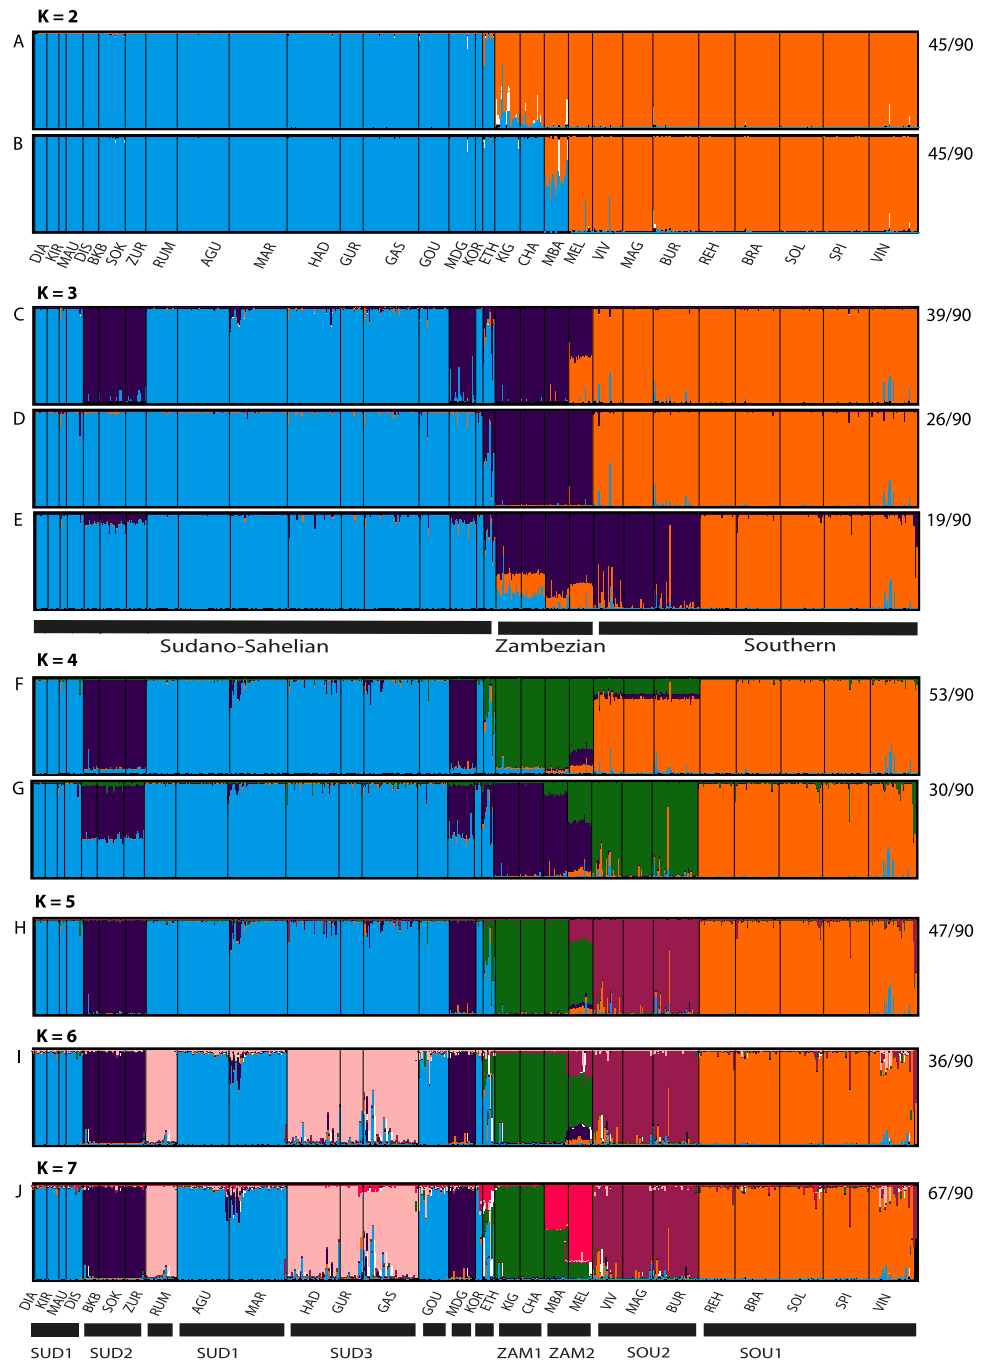 K = 2
A 45/90
B 45/90
DIA KIR MAU DIS BKB SOK ZUR RUM AGU MAR HAD GUR GAS GOU MDG KOR ETH KIG CHA MBA MEL VIV MAG BUR REH BRA SOL SPI VIN
K = 3
C 39/90
D 26/90
E 19/90
Sudano-Sahelian Zambezian Southern
K = 4
F 53/90
G 30/90
K = 5
H 47/90
K = 6
I 36/90
K = 7
J 67/90
DIA KIR MAU DIS BKB SOK ZUR RUM AGU MAR HAD GUR GAS GOU MDG KOR ETH KIG CHA MBA MEL VIV MAG BUR REH BRA SOL SPI VIN
SUD1 SUD2 SUD1 SUD3 ZAM1 ZAM2 SOU2 SOU1